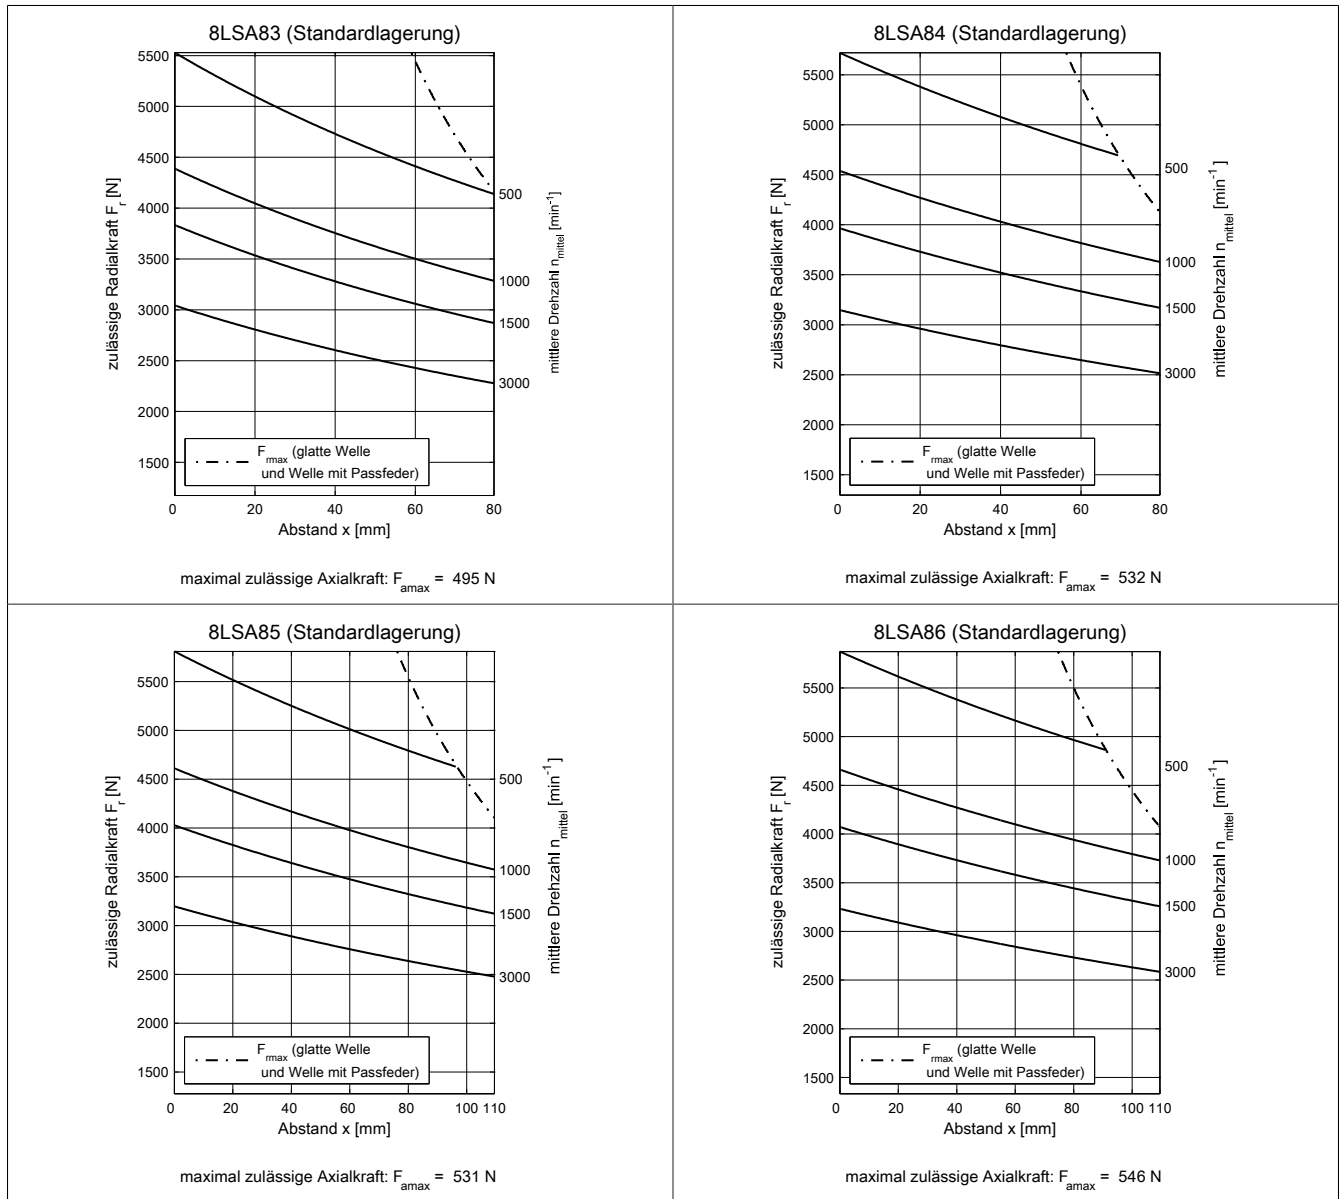 8LSA83 (Standardlagerung)
5500
5000
4500
4000
3500
3000
2500
2000
1500
zulässige Radialkraft F_r [N]
500
1000
1500
3000
mittlere Drehzahl n_mittel [min^-1]
F_rmax (glatte Welle
und Welle mit Passfeder)
0 20 40 60 80
Abstand x [mm]
maximal zulässige Axialkraft: F_amax = 495 N
8LSA84 (Standardlagerung)
5500
5000
4500
4000
3500
3000
2500
2000
1500
zulässige Radialkraft F_r [N]
500
1000
1500
3000
mittlere Drehzahl n_mittel [min^-1]
F_rmax (glatte Welle
und Welle mit Passfeder)
0 20 40 60 80
Abstand x [mm]
maximal zulässige Axialkraft: F_amax = 532 N
8LSA85 (Standardlagerung)
5500
5000
4500
4000
3500
3000
2500
2000
1500
zulässige Radialkraft F_r [N]
500
1000
1500
3000
mittlere Drehzahl n_mittel [min^-1]
F_rmax (glatte Welle
und Welle mit Passfeder)
0 20 40 60 80 100 110
Abstand x [mm]
maximal zulässige Axialkraft: F_amax = 531 N
8LSA86 (Standardlagerung)
5500
5000
4500
4000
3500
3000
2500
2000
1500
zulässige Radialkraft F_r [N]
500
1000
1500
3000
mittlere Drehzahl n_mittel [min^-1]
F_rmax (glatte Welle
und Welle mit Passfeder)
0 20 40 60 80 100 110
Abstand x [mm]
maximal zulässige Axialkraft: F_amax = 546 N